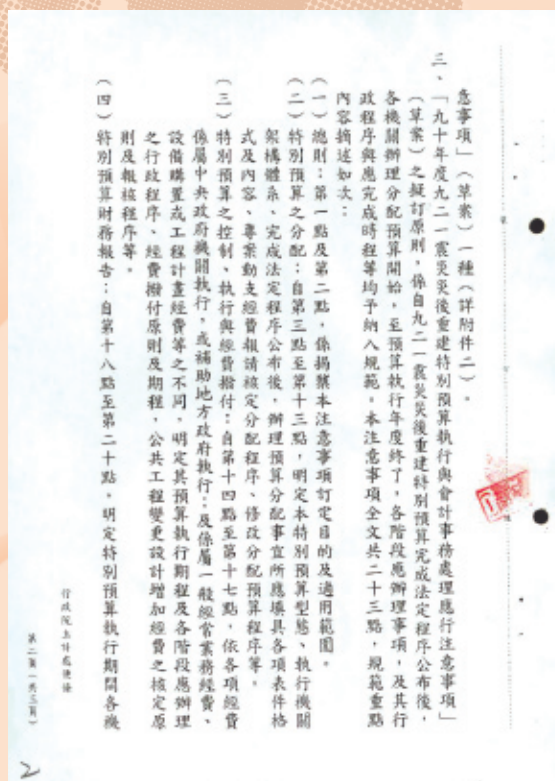 意事項」（草案）一種（詳附件二）。
三、「九十年度九二一震災災後重建特別預算執行與會計事務處理應行注意事項」
（草案）之擬訂原則，係自九二一震災災後重建特別預算完成法定程序公布後，
各機關辦理分配預算開始，至預算執行年度終了，各階段應辦理事項，及其行
政程序與應完成時程等均予納入規範。本注意事項全文共二十三點，規範重點
內容摘述如次：
（一）總則：第一點及第二點，係揭櫫本注意事項訂定目的及適用範圍。
（二）特別預算之分配：自第三點至第十三點，明定本特別預算型態、執行機關
架構體系、完成法定程序公布後，辦理預算分配事宜所應填具各項表件格
式及內容、專案動支經費報請核定分配程序、修改分配預算程序等。
（三）特別預算之控制、執行與經費撥付：自第十四點至第十七點，依各項經費
係屬中央政府機關執行，或補助地方政府執行；及係屬一般經常業務經費、
設備購置或工程計畫經費等之不同，明定其預算執行期程及各階段應辦理
之行政程序、經費撥付原則及期程，公共工程變更設計增加經費之核定原
則及報核程序等。
（四）特別預算財務報告：自第十八點至第二十點，明定特別預算執行期間各機
行政院主計處便條
第二頁（共三頁）
2